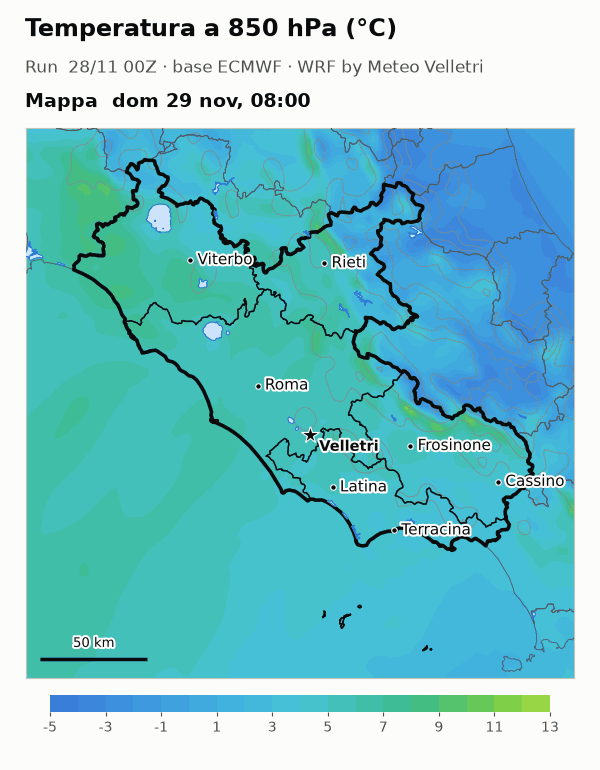 Temperatura a 850 hPa (°C)
Run  28/11 00Z · base ECMWF · WRF by Meteo Velletri
Mappa  dom 29 nov, 08:00
Viterbo
Rieti
Roma
Velletri
Frosinone
Cassino
Latina
Terracina
50 km
-5 -3 -1 1 3 5 7 9 11 13